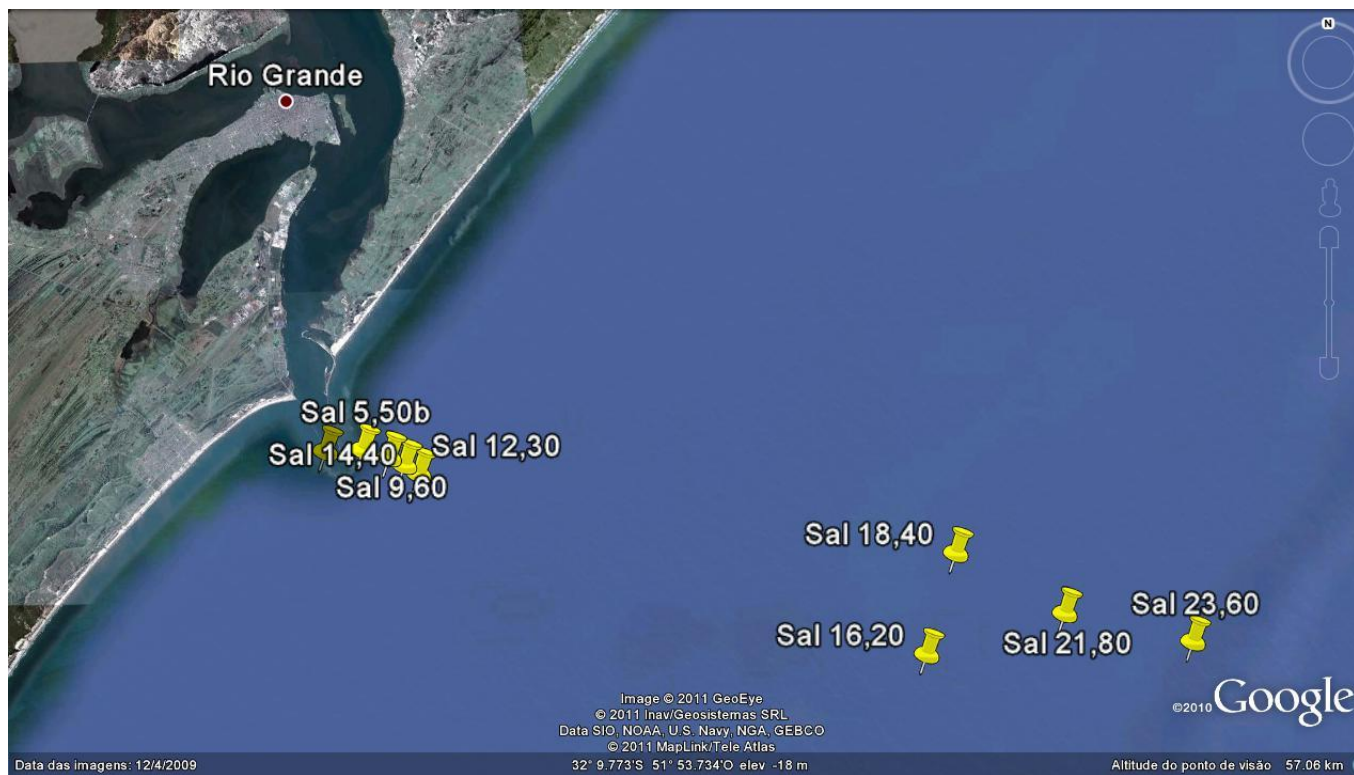 N
Rio Grande
Sal 5,50b
Sal 14,40
Sal 12,30
Sal 9,60
Sal 18,40
Sal 23,60
Sal 16,20
Sal 21,80
Image © 2011 GeoEye
© 2011 Inav/Geosistemas SRL
Data SIO, NOAA, U.S. Navy, NGA, GEBCO
© 2011 MapLink/Tele Atlas
©2010 Google
Data das imagens: 12/4/2009
32° 9.773'S 51° 53.734'O elev -18 m
Altitude do ponto de visão 57.06 km